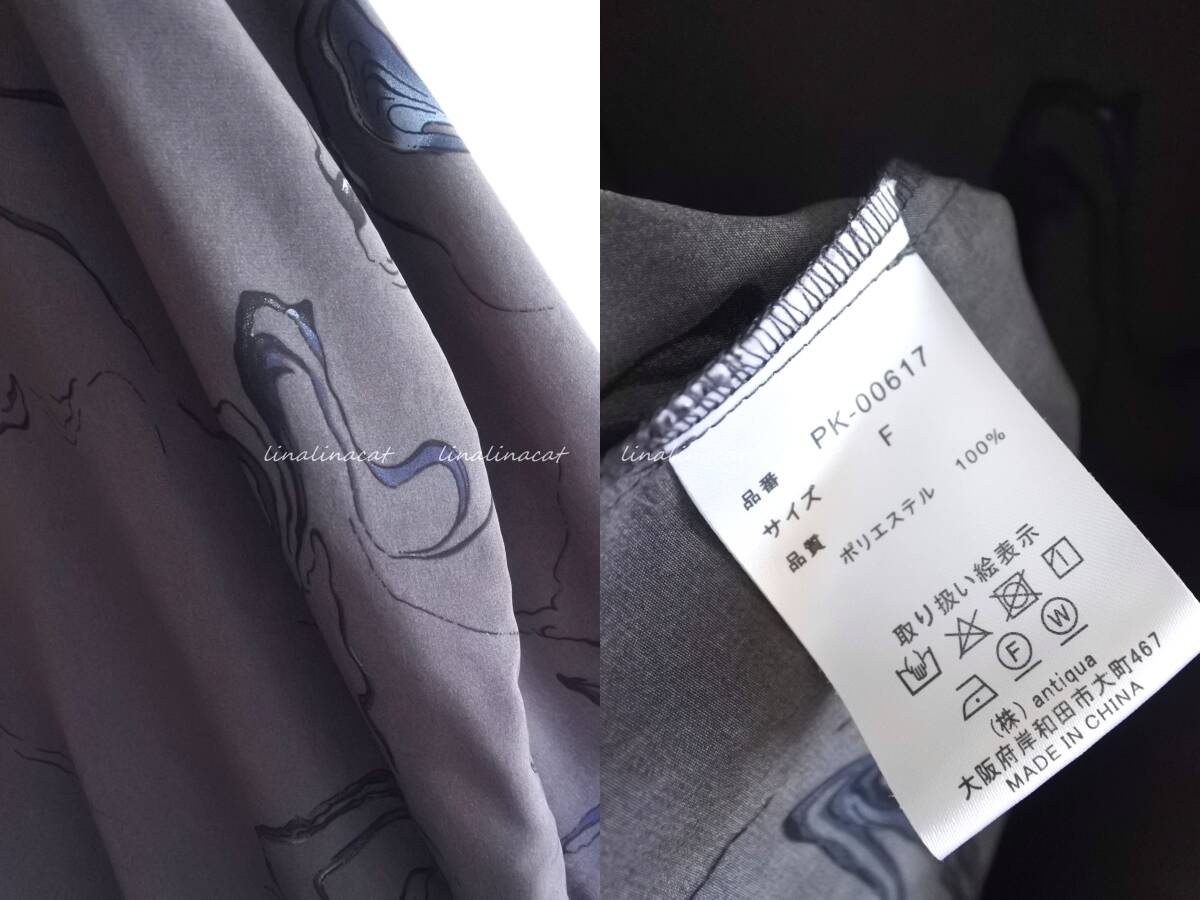 linalinacat linalinacat linalinacat
品番 PK-00617
サイズ F
品質 ポリエステル 100%
取り扱い絵表示
1
F W
(株) antiqua
大阪府岸和田市大町467
MADE IN CHINA